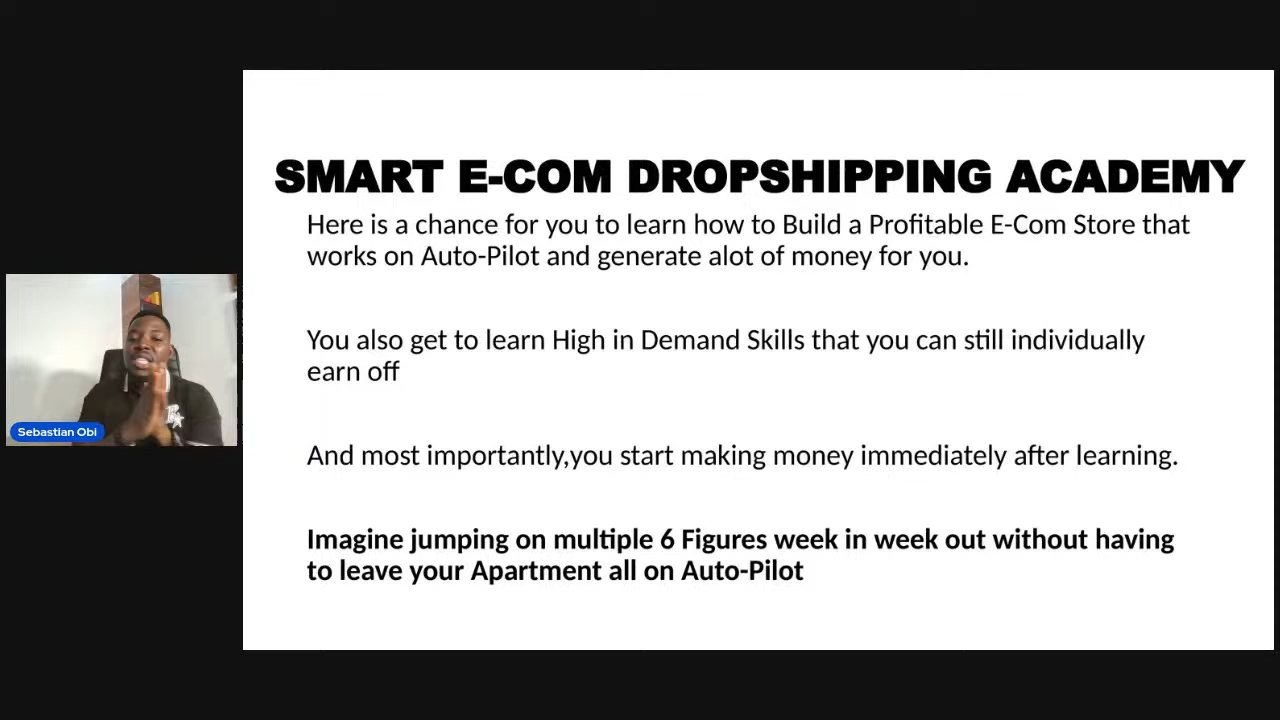 SMART E-COM DROPSHIPPING ACADEMY
Here is a chance for you to learn how to Build a Profitable E-Com Store that
works on Auto-Pilot and generate alot of money for you.
You also get to learn High in Demand Skills that you can still individually
earn off
And most importantly,you start making money immediately after learning.
Imagine jumping on multiple 6 Figures week in week out without having
to leave your Apartment all on Auto-Pilot
Sebastian Obi